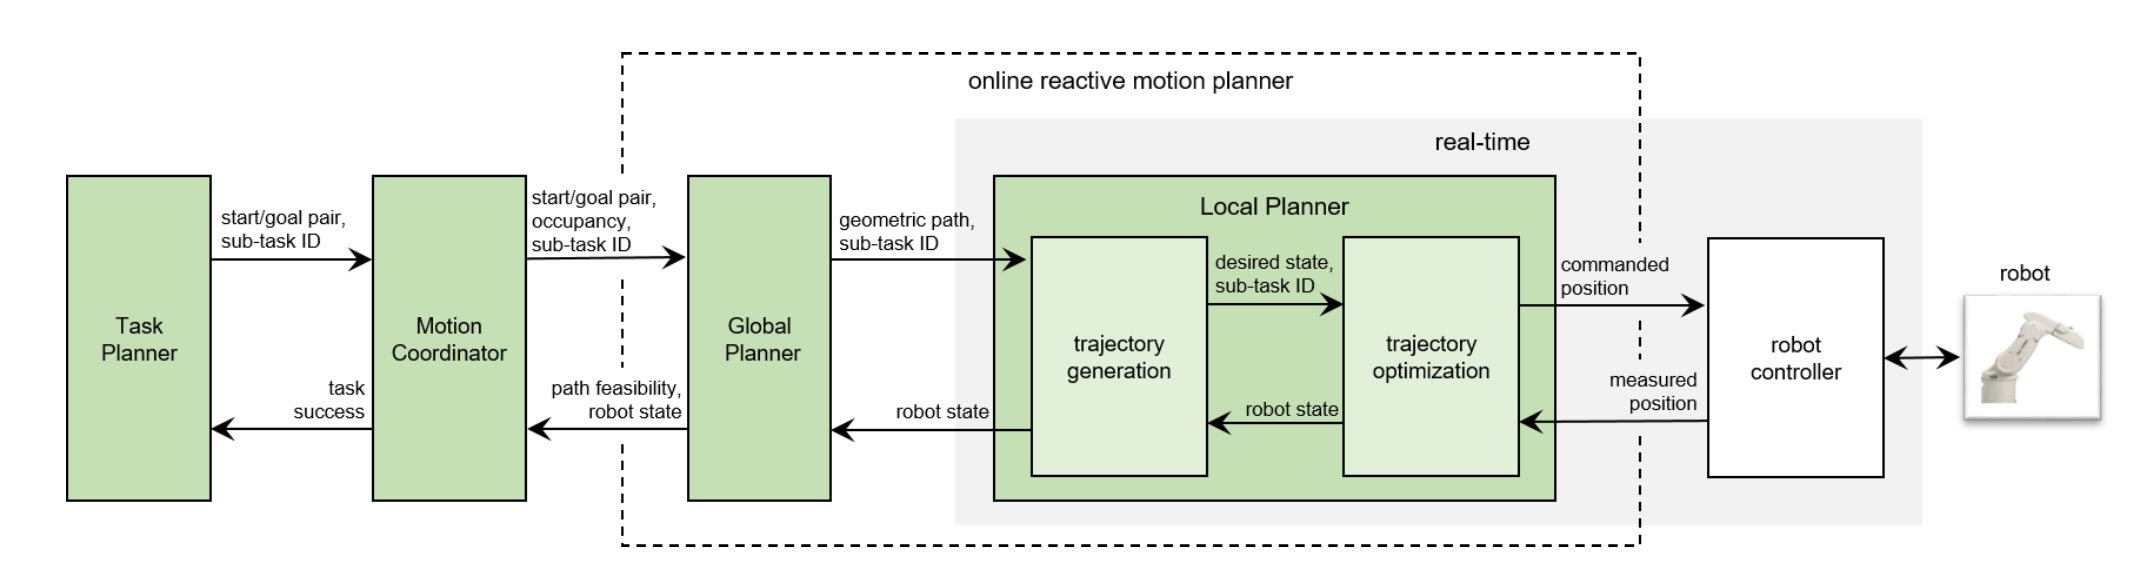 online reactive motion planner
real-time
start/goal pair,
sub-task ID
start/goal pair,
occupancy,
sub-task ID
geometric path,
sub-task ID
Local Planner
desired state,
sub-task ID
commanded
position
robot
Task
Planner
Motion
Coordinator
Global
Planner
trajectory
generation
trajectory
optimization
robot
controller
task
success
path feasibility,
robot state
robot state
robot state
measured
position